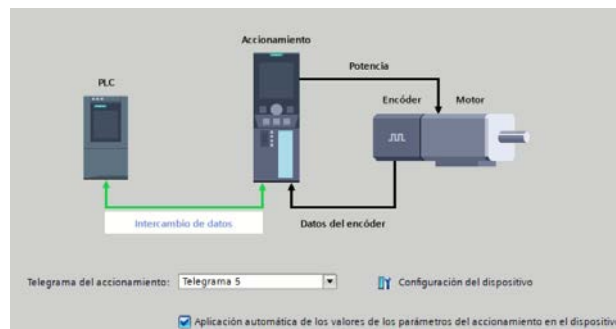 Accionamiento
PLC
Potencia
Encóder
Motor
Intercambio de datos
Datos del encóder
Telegrama del accionamiento:
Telegrama 5
Configuración del dispositivo
Aplicación automática de los valores de los parámetros del accionamiento en el dispositivo